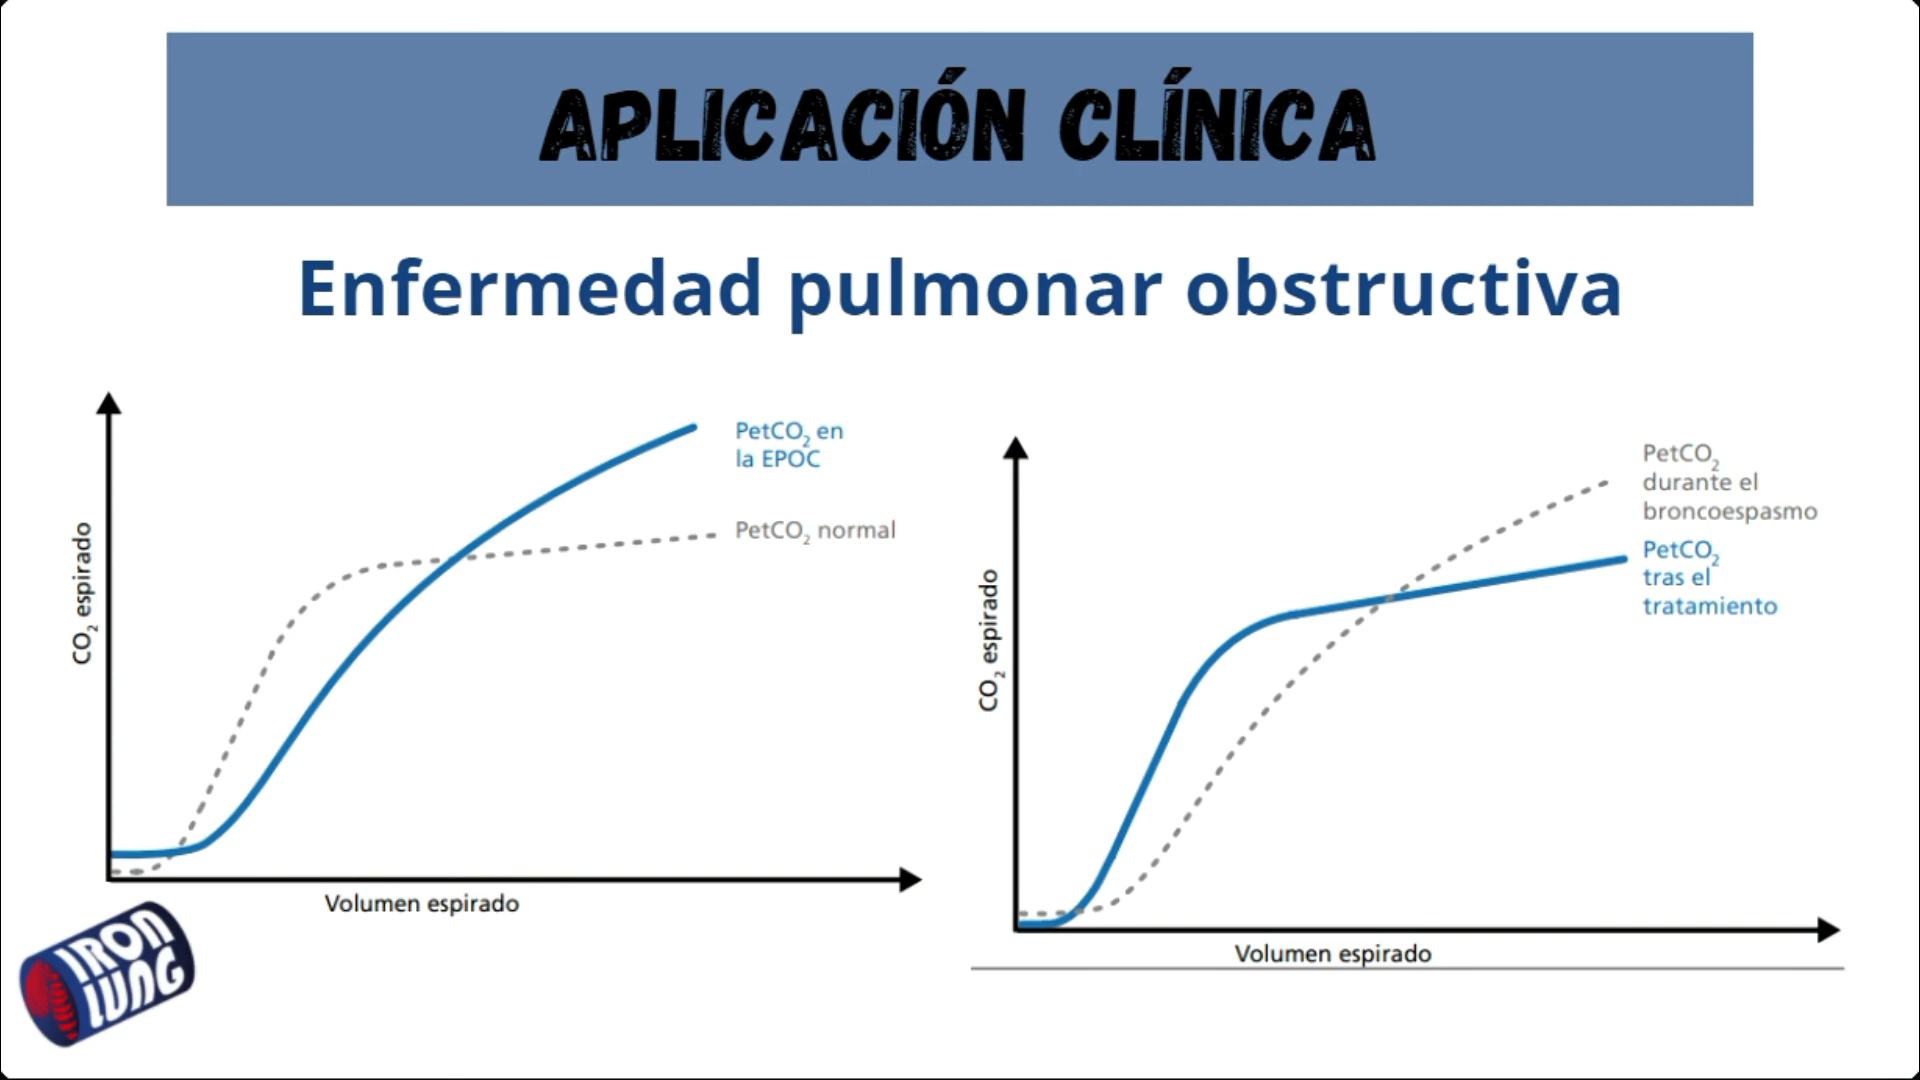 APLICACIÓN CLÍNICA
Enfermedad pulmonar obstructiva
CO₂ espirado
PetCO₂ en
la EPOC
PetCO₂ normal
Volumen espirado
CO₂ espirado
PetCO₂
durante el
broncoespasmo
PetCO₂
tras el
tratamiento
Volumen espirado
IRON
LUNG